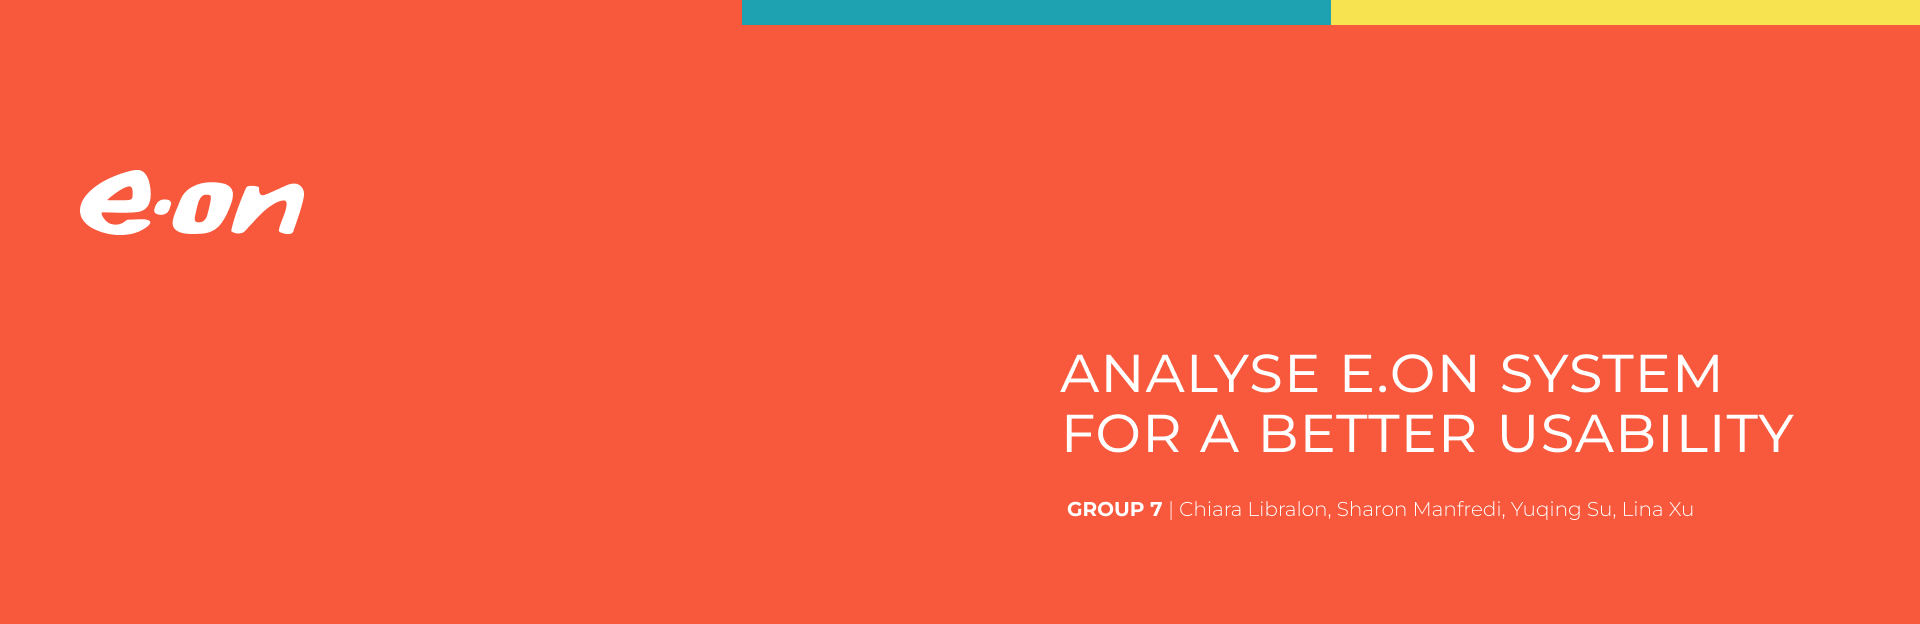 e·on
ANALYSE E.ON SYSTEM
FOR A BETTER USABILITY
GROUP 7 | Chiara Libralon, Sharon Manfredi, Yuqing Su, Lina Xu